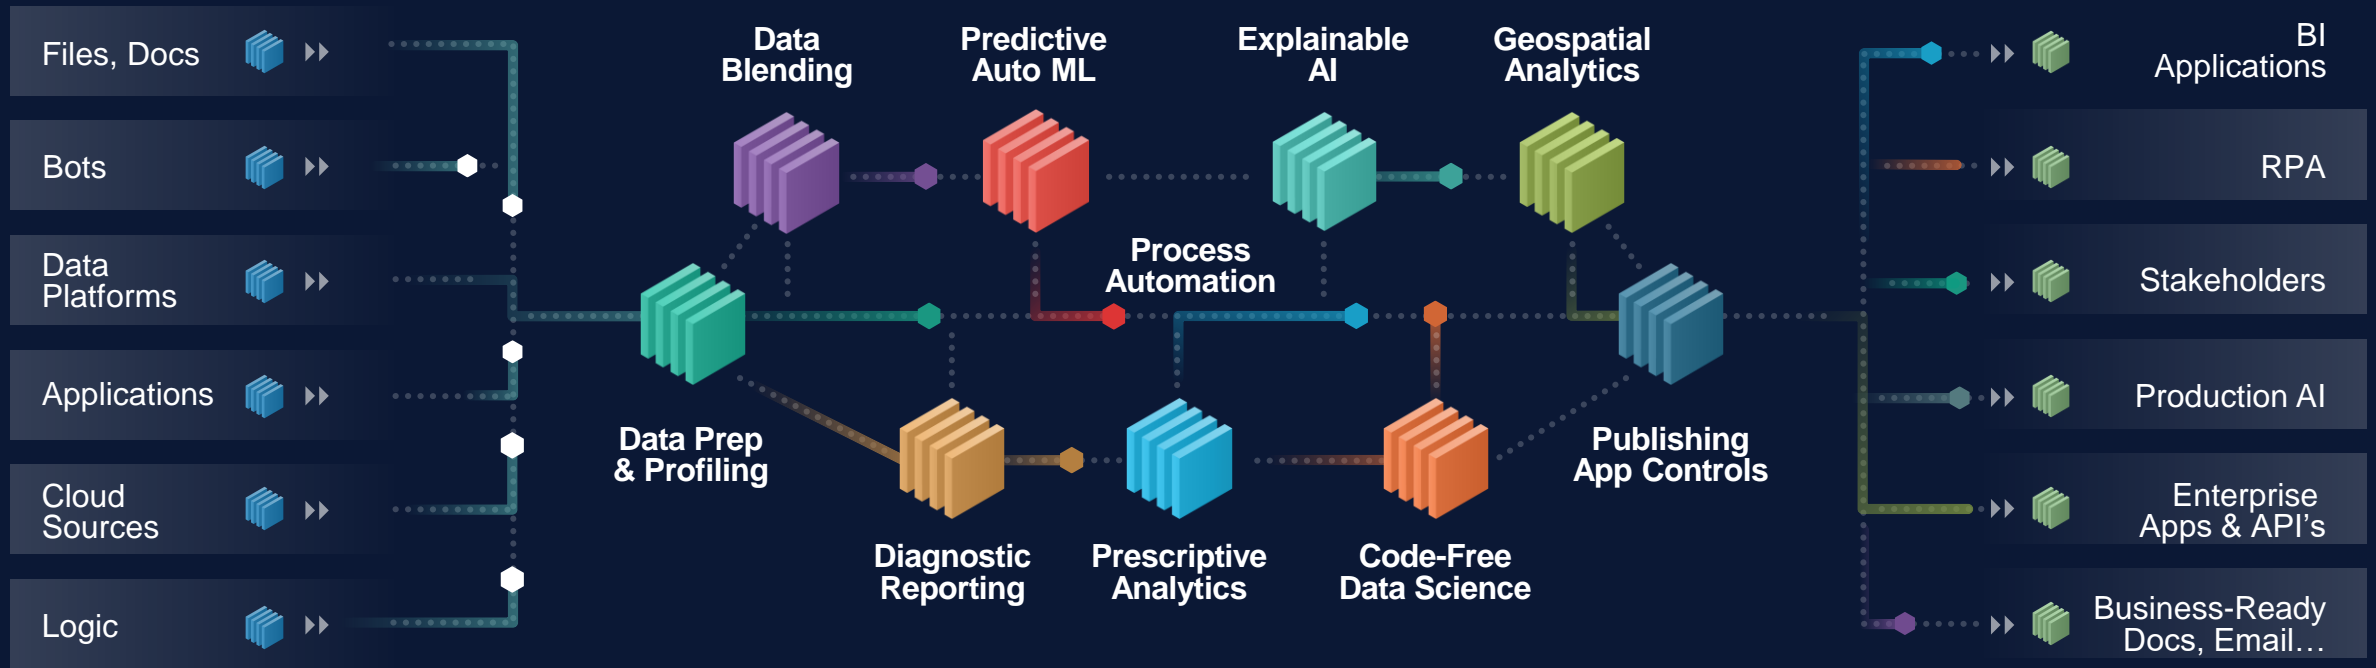 Files, Docs
Bots
Data
Platforms
Applications
Cloud
Sources
Logic
Data
Blending
Predictive
Auto ML
Explainable
AI
Geospatial
Analytics
Process
Automation
Data Prep
& Profiling
Publishing
App Controls
Diagnostic
Reporting
Prescriptive
Analytics
Code-Free
Data Science
BI
Applications
RPA
Stakeholders
Production AI
Enterprise
Apps & API’s
Business-Ready
Docs, Email…